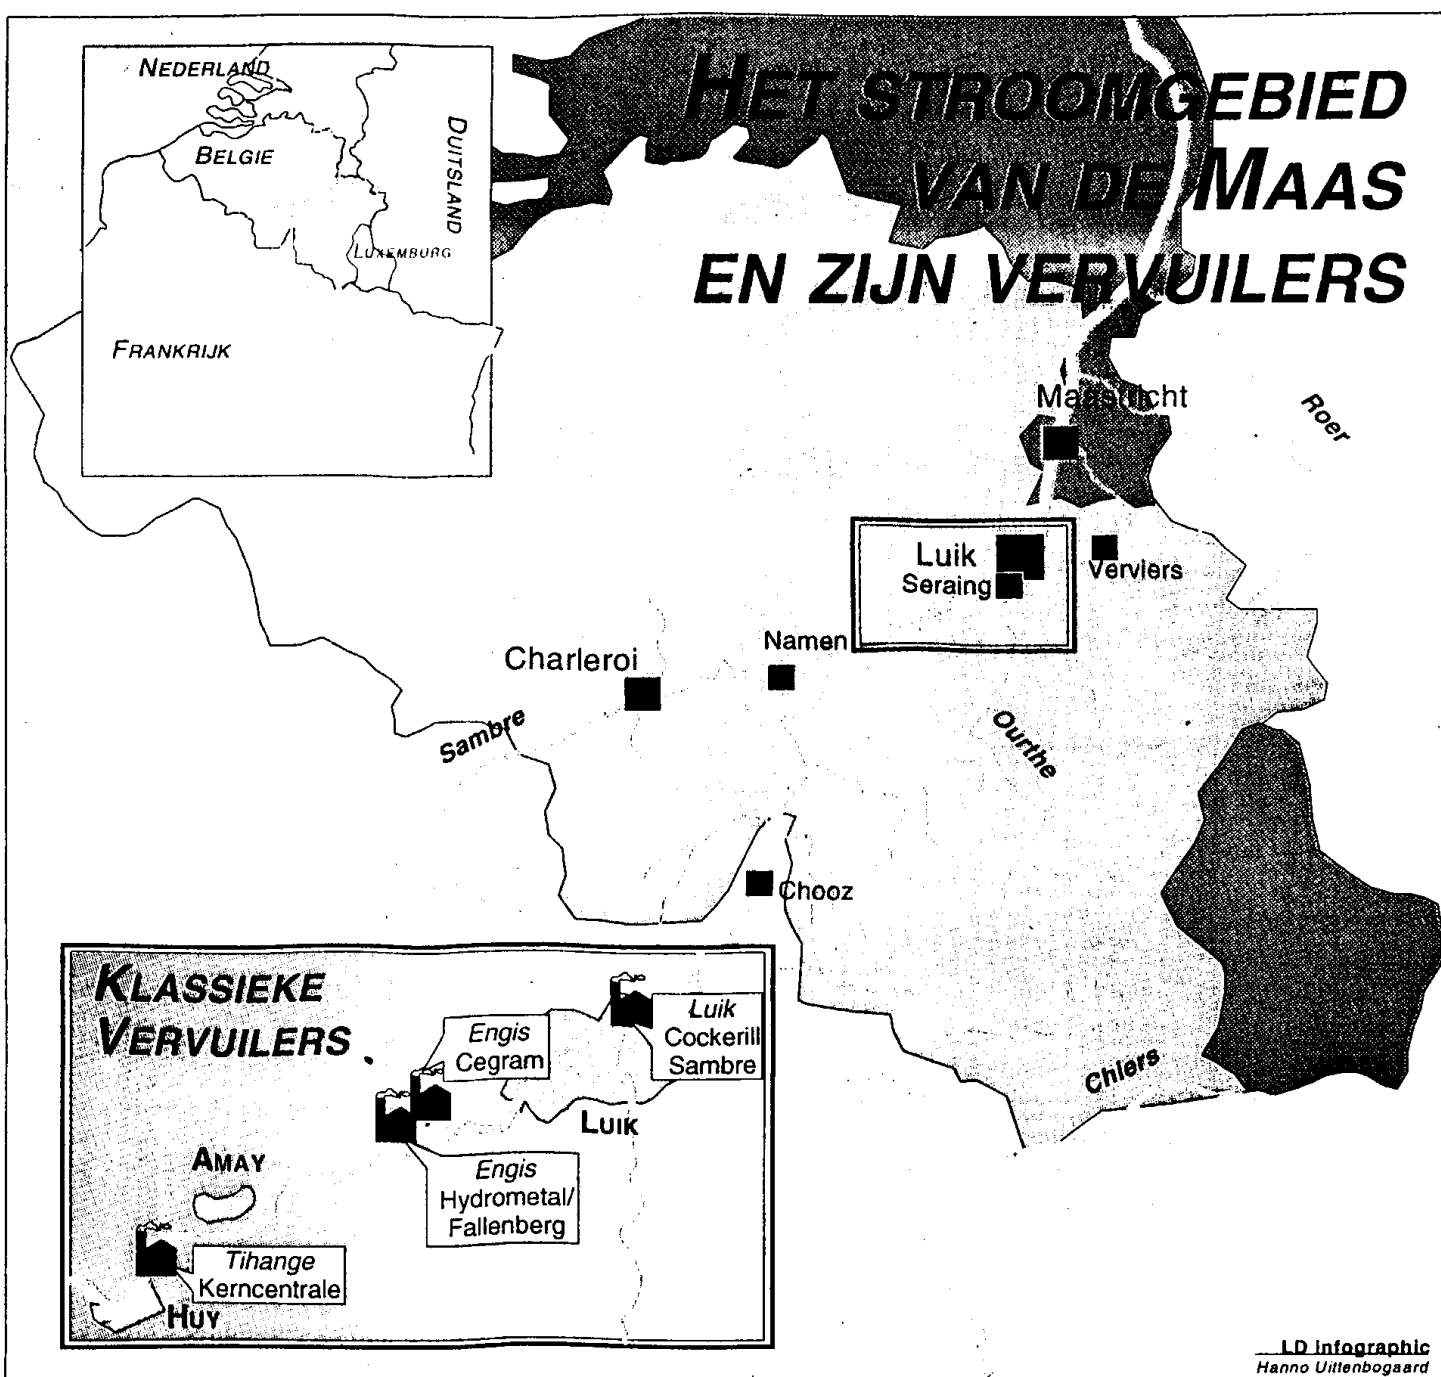 HET STROOMGEBIED
VAN DE MAAS
EN ZIJN VERVUILERS
NEDERLAND
BELGIE
DUITSLAND
LUXEMBURG
FRANKRIJK
Maastricht
Roer
Luik
Seraing
Verviers
Namen
Charleroi
Sambre
Ourthe
Chooz
Chiers
KLASSIEKE
VERVUILERS
Luik
Cockerill
Sambre
Engis
Cegram
LUIK
AMAY
Engis
Hydrometal/
Fallenberg
Tihange
Kerncentrale
HUY
LD infographic
Hanno Uittenbogaard